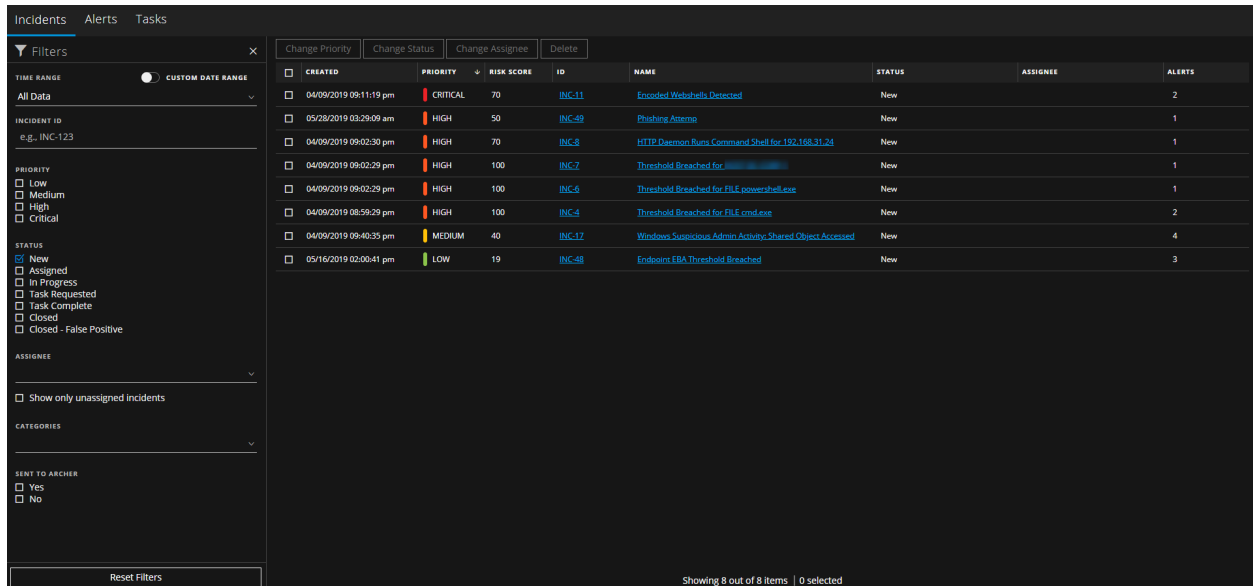 Incidents Alerts Tasks
Filters ×
TIME RANGE CUSTOM DATE RANGE
All Data
INCIDENT ID
e.g., INC-123
PRIORITY
Low
Medium
High
Critical
STATUS
New
Assigned
In Progress
Task Requested
Task Complete
Closed
Closed - False Positive
ASSIGNEE
Show only unassigned incidents
CATEGORIES
SENT TO ARCHER
Yes
No
Reset Filters
Change Priority Change Status Change Assignee Delete
CREATED PRIORITY RISK SCORE ID NAME STATUS ASSIGNEE ALERTS
04/09/2019 09:11:19 pm CRITICAL 70 INC-11 Encoded Webshells Detected New 2
05/28/2019 03:29:09 am HIGH 50 INC-49 Phishing Attemp New 1
04/09/2019 09:02:30 pm HIGH 70 INC-8 HTTP Daemon Runs Command Shell for 192.168.31.24 New 1
04/09/2019 09:02:29 pm HIGH 100 INC-7 Threshold Breached for New 1
04/09/2019 09:02:29 pm HIGH 100 INC-6 Threshold Breached for FILE powershell.exe New 1
04/09/2019 08:59:29 pm HIGH 100 INC-4 Threshold Breached for FILE cmd.exe New 2
04/09/2019 09:40:35 pm MEDIUM 40 INC-17 Windows Suspicious Admin Activity: Shared Object Accessed New 4
05/16/2019 02:00:41 pm LOW 19 INC-48 Endpoint EBA Threshold Breached New 3
Showing 8 out of 8 items | 0 selected